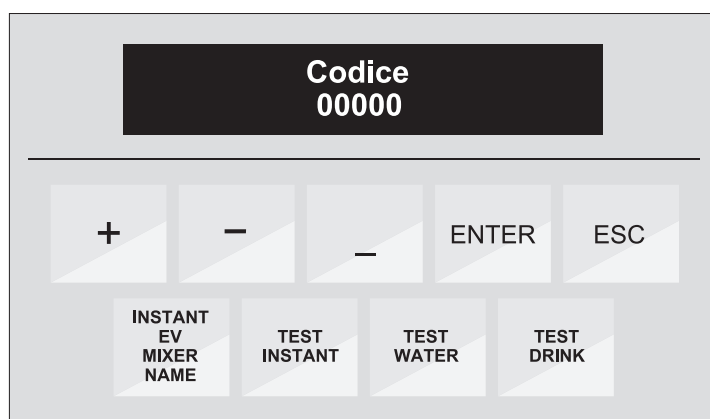 Codice
00000
+
-
_
ENTER
ESC
INSTANT
EV
MIXER
NAME
TEST
INSTANT
TEST
WATER
TEST
DRINK